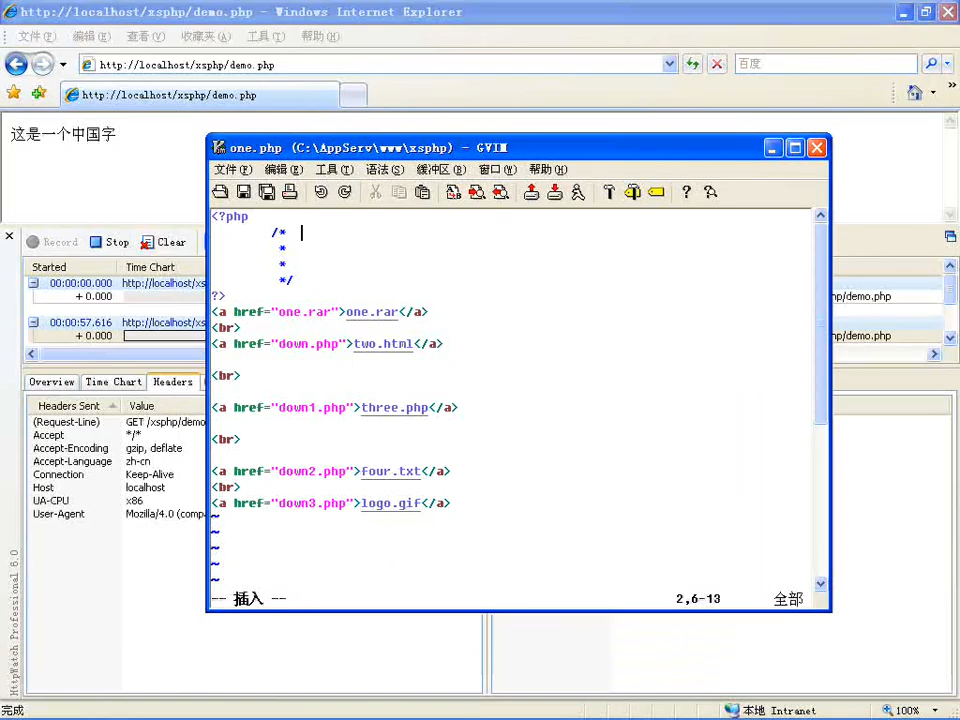 http://localhost/xsphp/demo.php - Windows Internet Explorer
文件(F) 编辑(E) 查看(V) 收藏夹(A) 工具(T) 帮助(H)
http://localhost/xsphp/demo.php 百度
http://localhost/xsphp/demo.php
这是一个中国字
one.php (C:\AppServ\www\xsphp) - GVIM
文件(F) 编辑(E) 工具(T) 语法(S) 缓冲区(B) 窗口(W) 帮助(H)
<?php
/*
*
*
*/
?>
<a href="one.rar">one.rar</a>
<br>
<a href="down.php">two.html</a>
<br>
<a href="down1.php">three.php</a>
<br>
<a href="down2.php">four.txt</a>
<br>
<a href="down3.php">logo.gif</a>
~
~
~
~
~
-- 插入 -- 2,6-13 全部
Record Stop Clear
Started Time Chart
00:00:00.000 http://localhost/xs
+ 0.000 hp/demo.php
00:00:57.616 http://localhost/xs
+ 0.000 hp/demo.php
Overview Time Chart Headers
Headers Sent Value
(Request-Line) GET /xsphp/demo
Accept */*
Accept-Encoding gzip, deflate
Accept-Language zh-cn
Connection Keep-Alive
Host localhost
UA-CPU x86
User-Agent Mozilla/4.0 (comp
HttpWatch Professional 6.0
完成 本地 Intranet 100%